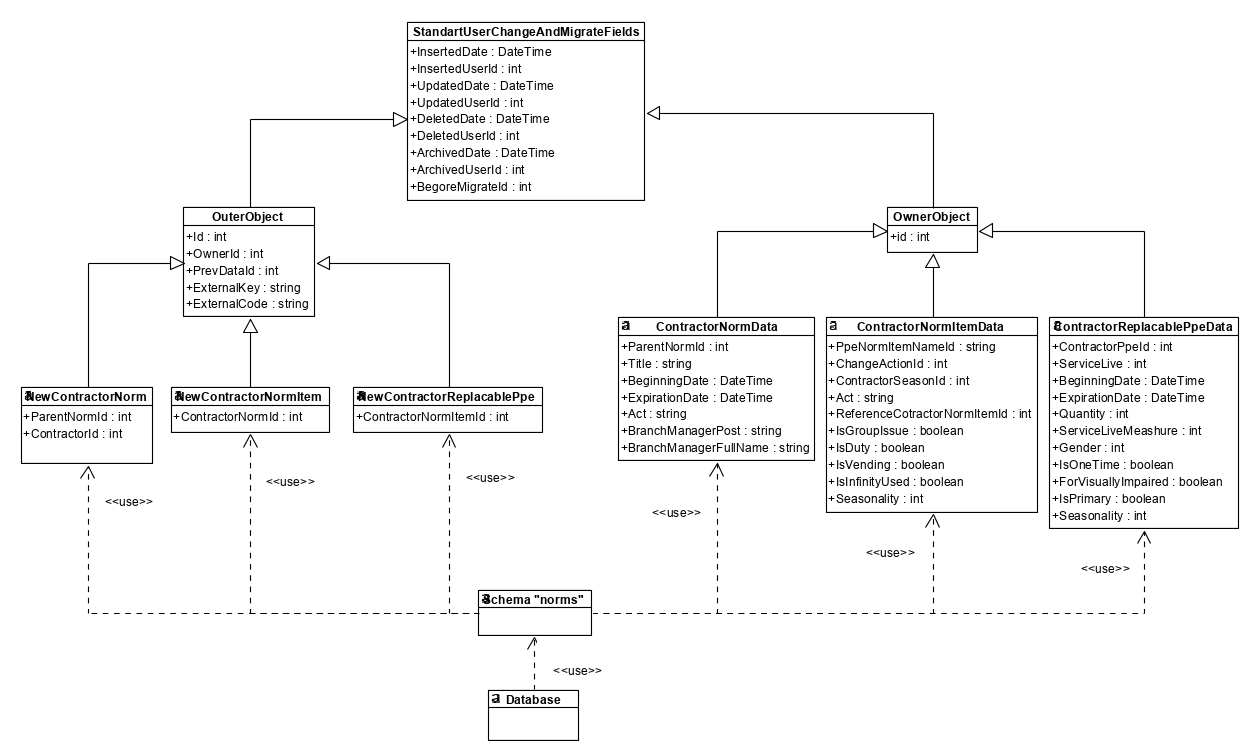 StandartUserChangeAndMigrateFields
+InsertedDate : DateTime
+InsertedUserId : int
+UpdatedDate : DateTime
+UpdatedUserId : int
+DeletedDate : DateTime
+DeletedUserId : int
+ArchivedDate : DateTime
+ArchivedUserId : int
+BegoreMigrateId : int
OuterObject
+Id : int
+OwnerId : int
+PrevDataId : int
+ExternalKey : string
+ExternalCode : string
OwnerObject
+id : int
a
NewContractorNorm
+ParentNormId : int
+ContractorId : int
a
NewContractorNormItem
+ContractorNormId : int
a
NewContractorReplacablePpe
+ContractorNormItemId : int
a
ContractorNormData
+ParentNormId : int
+Title : string
+BeginningDate : DateTime
+ExpirationDate : DateTime
+Act : string
+BranchManagerPost : string
+BranchManagerFullName : string
a
ContractorNormItemData
+PpeNormItemNameId : string
+ChangeActionId : int
+ContractorSeasonId : int
+Act : string
+ReferenceCotractorNormItemId : int
+IsGroupIssue : boolean
+IsDuty : boolean
+IsVending : boolean
+IsInfinityUsed : boolean
+Seasonality : int
a
ContractorReplacablePpeData
+ContractorPpeId : int
+ServiceLive : int
+BeginningDate : DateTime
+ExpirationDate : DateTime
+Quantity : int
+ServiceLiveMeashure : int
+Gender : int
+IsOneTime : boolean
+ForVisuallyImpaired : boolean
+IsPrimary : boolean
+Seasonality : int
<<use>>
<<use>>
<<use>>
<<use>>
<<use>>
<<use>>
a
Schema "norms"
<<use>>
a
Database